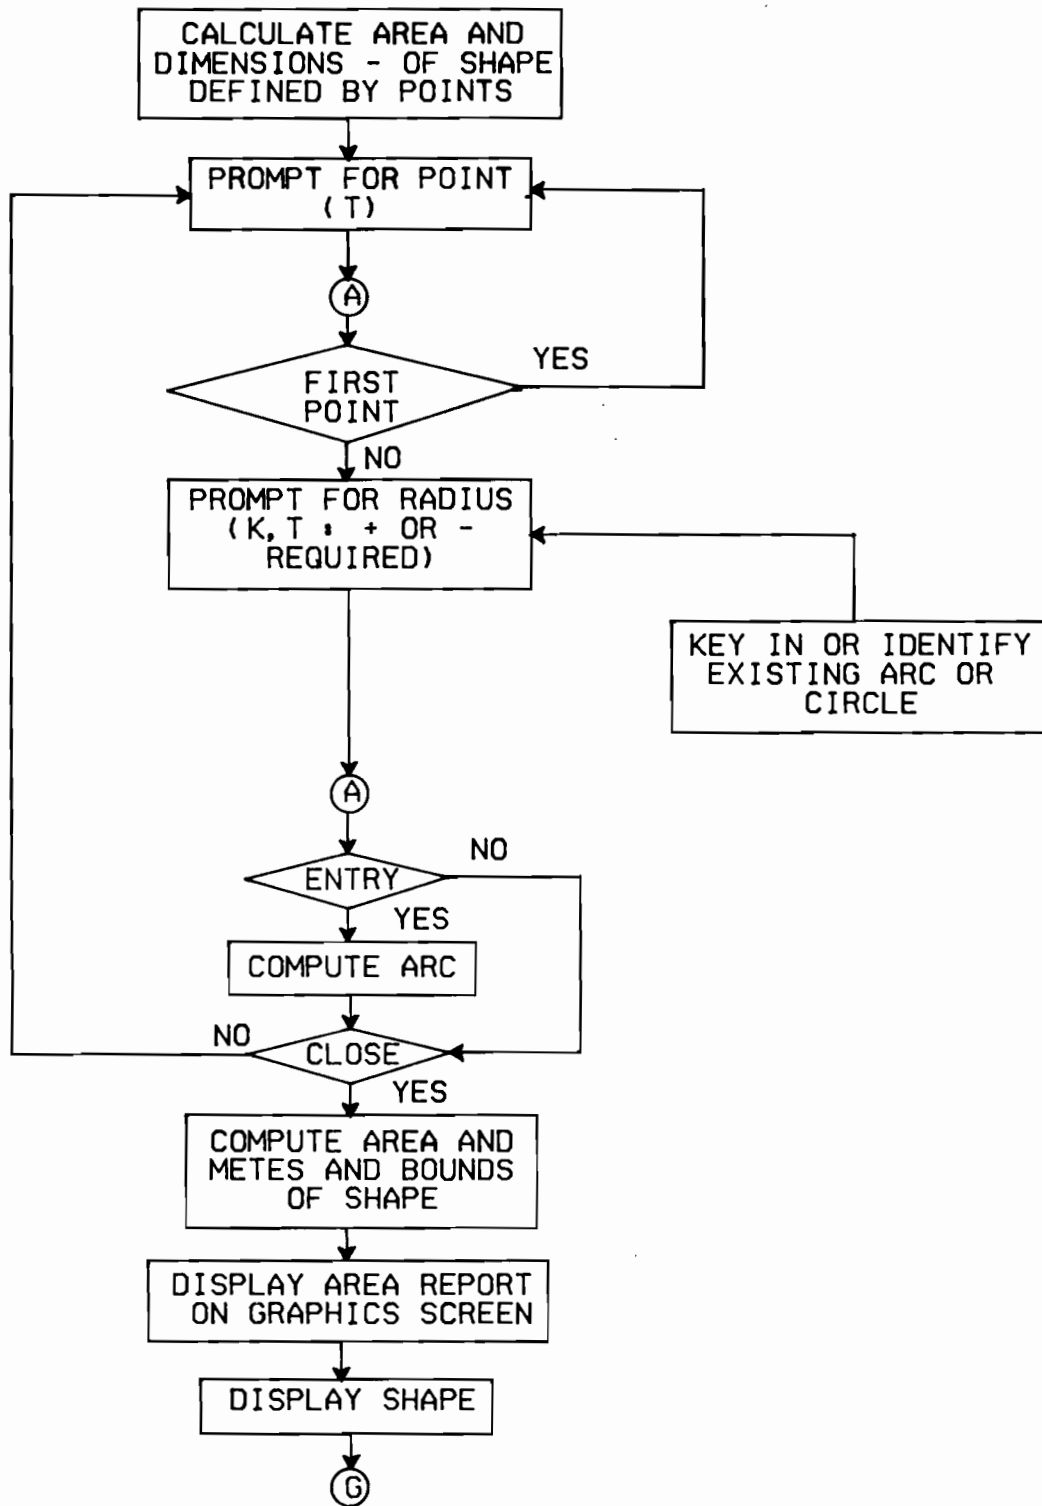 CALCULATE AREA AND
DIMENSIONS - OF SHAPE
DEFINED BY POINTS
PROMPT FOR POINT
(T)
A
YES
FIRST
POINT
NO
PROMPT FOR RADIUS
(K,T : + OR -
REQUIRED)
KEY IN OR IDENTIFY
EXISTING ARC OR
CIRCLE
A
NO
ENTRY
YES
COMPUTE ARC
NO
CLOSE
YES
COMPUTE AREA AND
METES AND BOUNDS
OF SHAPE
DISPLAY AREA REPORT
ON GRAPHICS SCREEN
DISPLAY SHAPE
G